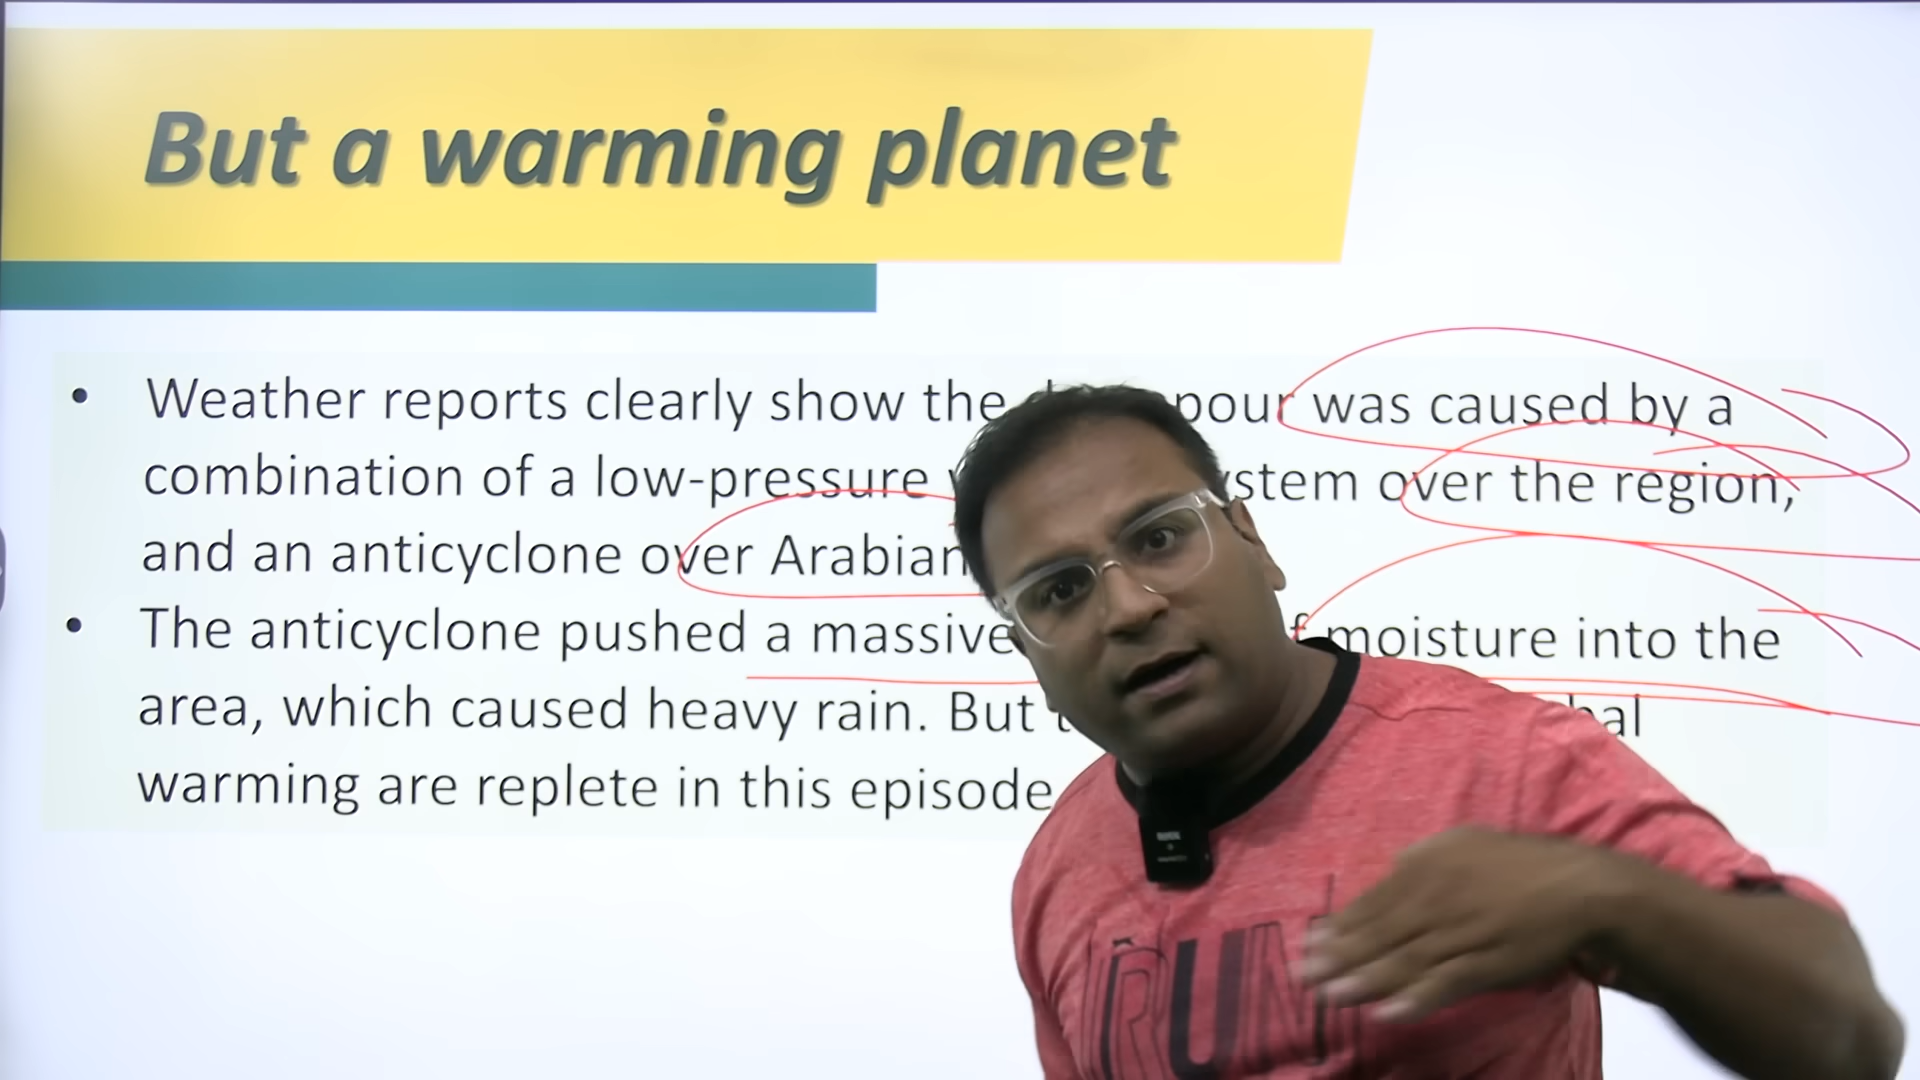 But a warming planet
• Weather reports clearly show the pour was caused by a
combination of a low-pressure ystem over the region,
and an anticyclone over Arabian
• The anticyclone pushed a massive moisture into the
area, which caused heavy rain. But bal
warming are replete in this episode
RUN